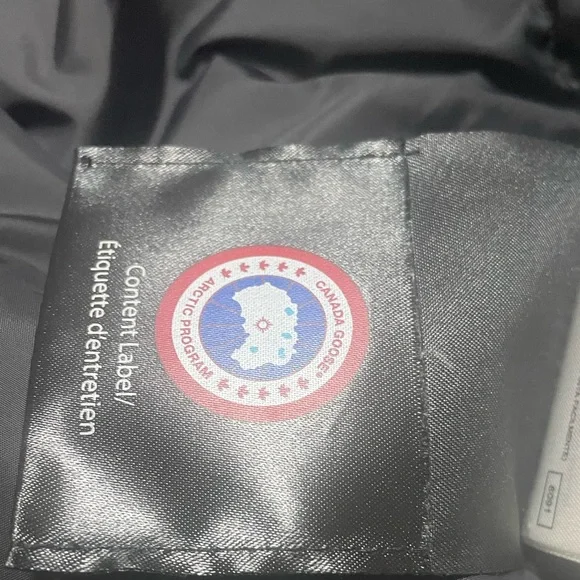 CANADA GOOSE®
ARCTIC PROGRAM
Content Label/
Étiquette d'entretien